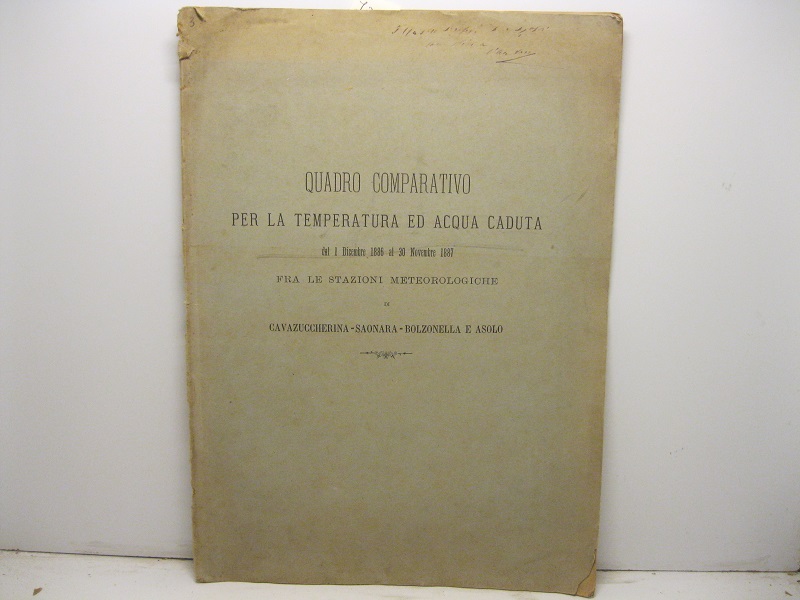 QUADRO COMPARATIVO
PER LA TEMPERATURA ED ACQUA CADUTA
dal 1 Dicembre 1886 al 30 Novembre 1887
FRA LE STAZIONI METEOROLOGICHE
DI
CAVAZUCCHERINA-SAONARA-BOLZONELLA E ASOLO